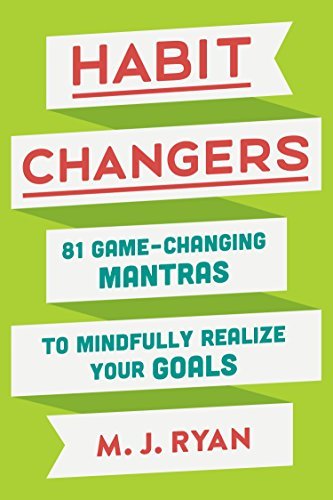 HABIT
CHANGERS
81 GAME-CHANGING
MANTRAS
TO MINDFULLY REALIZE
YOUR GOALS
M. J. RYAN